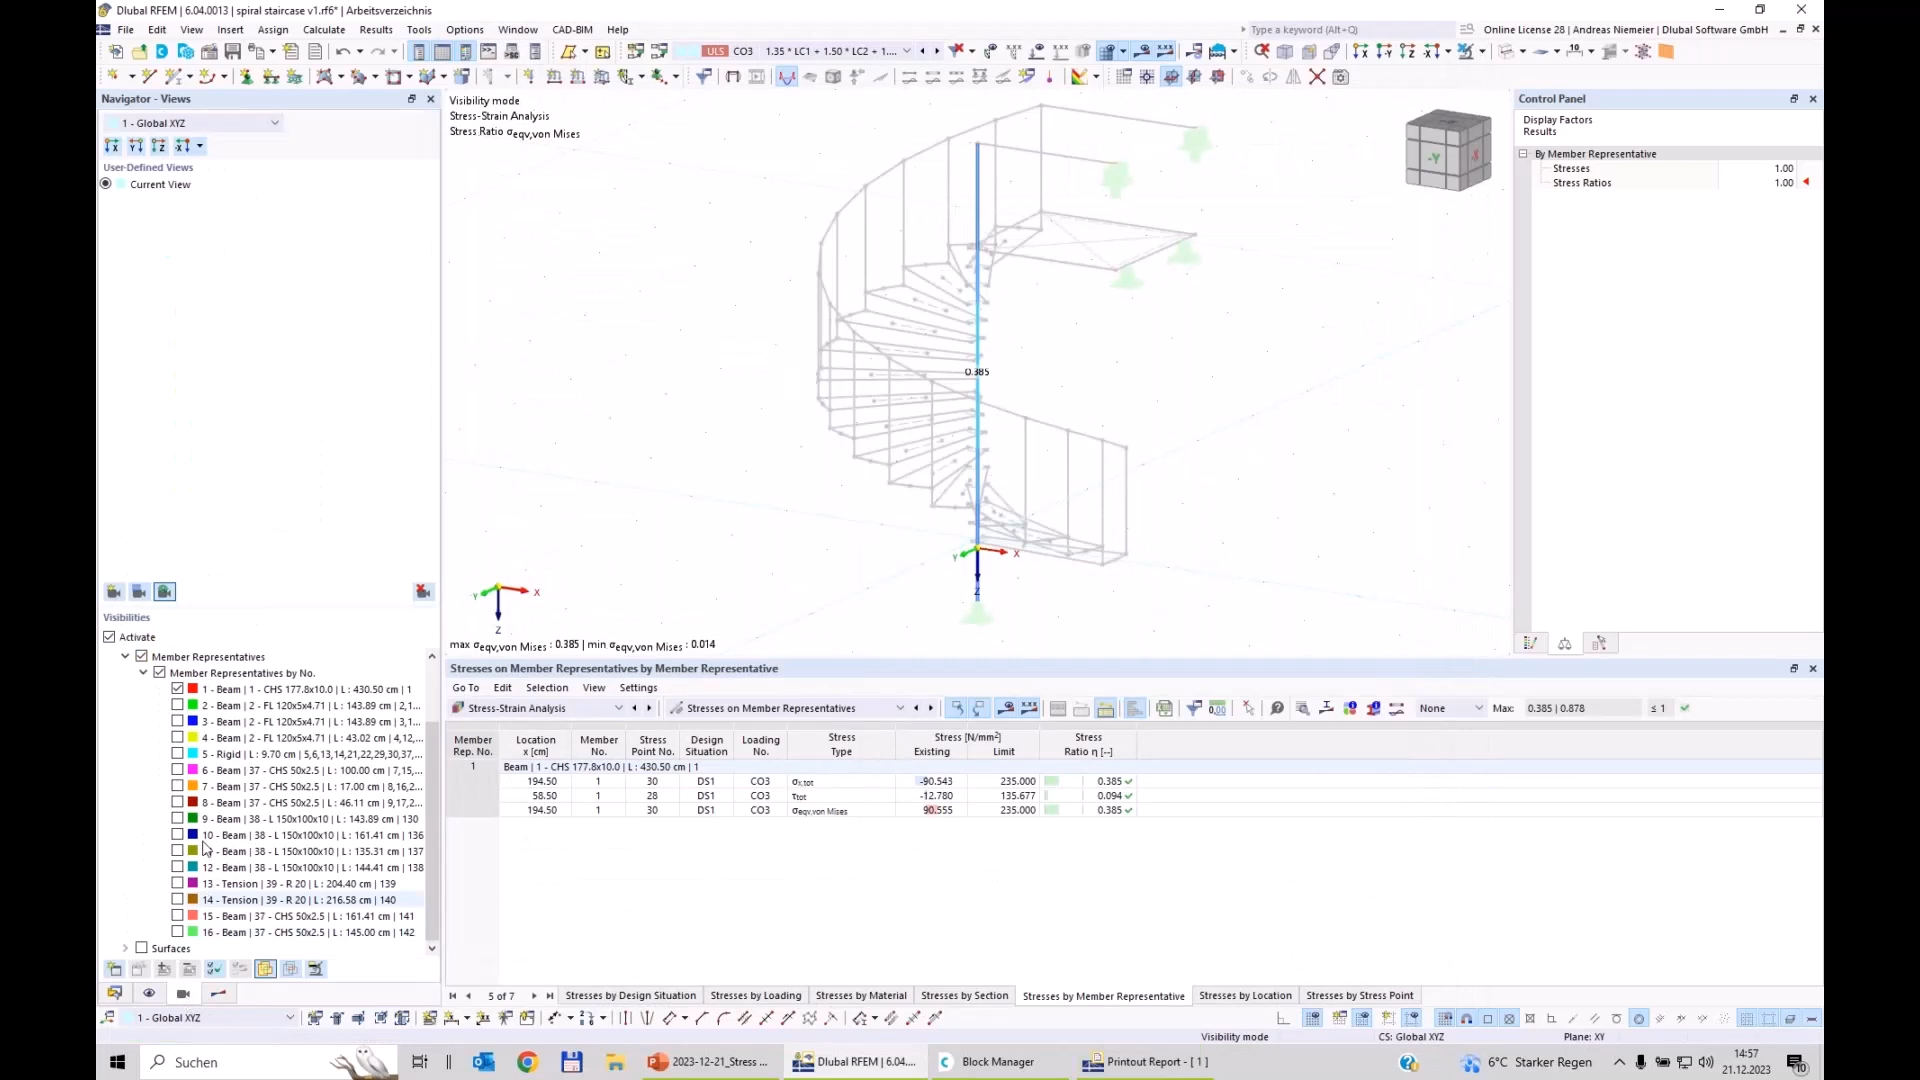 Dlubal RFEM | 6.04.0013 | spiral staircase v1.rf6* | Arbeitsverzeichnis
File Edit View Insert Assign Calculate Results Tools Options Window CAD-BIM Help
Type a keyword (Alt+Q)
Online License 28 | Andreas Niemeier | Dlubal Software GmbH
ULS CO3 1.35 * LC1 + 1.50 * LC2 + 1....
Navigator - Views
1 - Global XYZ
User-Defined Views
Current View
Visibility mode
Stress-Strain Analysis
Stress Ratio σeqv,von Mises
0.385
X
Y
Z
X
Y
Z
-Y
-X
max σeqv,von Mises : 0.385 | min σeqv,von Mises : 0.014
Control Panel
Display Factors
Results
By Member Representative
Stresses 1.00
Stress Ratios 1.00
Visibilities
Activate
Member Representatives
Member Representatives by No.
1 - Beam | 1 - CHS 177.8x10.0 | L : 430.50 cm | 1
2 - Beam | 2 - FL 120x5x4.71 | L : 143.89 cm | 2,1...
3 - Beam | 2 - FL 120x5x4.71 | L : 143.89 cm | 3,1...
4 - Beam | 2 - FL 120x5x4.71 | L : 43.02 cm | 4,12,...
5 - Rigid | L : 9.70 cm | 5,6,13,14,21,22,29,30,37,...
6 - Beam | 37 - CHS 50x2.5 | L : 100.00 cm | 7,15,...
7 - Beam | 37 - CHS 50x2.5 | L : 17.00 cm | 8,16,2...
8 - Beam | 37 - CHS 50x2.5 | L : 46.11 cm | 9,17,2...
9 - Beam | 38 - L 150x100x10 | L : 143.89 cm | 130
10 - Beam | 38 - L 150x100x10 | L : 161.41 cm | 136
- Beam | 38 - L 150x100x10 | L : 135.31 cm | 137
12 - Beam | 38 - L 150x100x10 | L : 144.41 cm | 138
13 - Tension | 39 - R 20 | L : 204.40 cm | 139
14 - Tension | 39 - R 20 | L : 216.58 cm | 140
15 - Beam | 37 - CHS 50x2.5 | L : 161.41 cm | 141
16 - Beam | 37 - CHS 50x2.5 | L : 145.00 cm | 142
Surfaces
Stresses on Member Representatives by Member Representative
Go To Edit Selection View Settings
Stress-Strain Analysis Stresses on Member Representatives None Max: 0.385 | 0.878 ≤ 1
Member Location Member Stress Design Loading Stress Stress [N/mm²] Stress
Rep. No. x [cm] No. Point No. Situation No. Type Existing Limit Ratio η [--]
1 Beam | 1 - CHS 177.8x10.0 | L : 430.50 cm | 1
194.50 1 30 DS1 CO3 σx,tot -90.543 235.000 0.385
58.50 1 28 DS1 CO3 τtot -12.780 135.677 0.094
194.50 1 30 DS1 CO3 σeqv,von Mises 90.555 235.000 0.385
5 of 7 Stresses by Design Situation Stresses by Loading Stresses by Material Stresses by Section Stresses by Member Representative Stresses by Location Stresses by Stress Point
1 - Global XYZ
Visibility mode CS: Global XYZ Plane: XY
Suchen 2023-12-21_Stress ... Dlubal RFEM | 6.04.... Block Manager Printout Report - [ 1 ] 6°C Starker Regen 14:57
21.12.2023
10